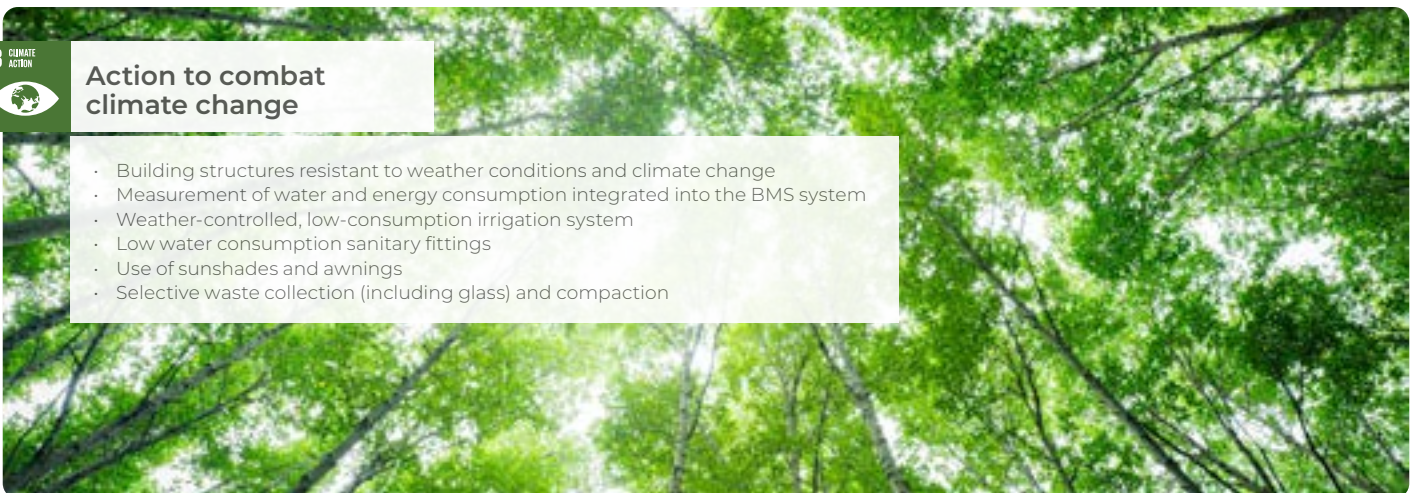 CLIMATE
ACTION
Action to combat
climate change
· Building structures resistant to weather conditions and climate change
· Measurement of water and energy consumption integrated into the BMS system
· Weather-controlled, low-consumption irrigation system
· Low water consumption sanitary fittings
· Use of sunshades and awnings
· Selective waste collection (including glass) and compaction